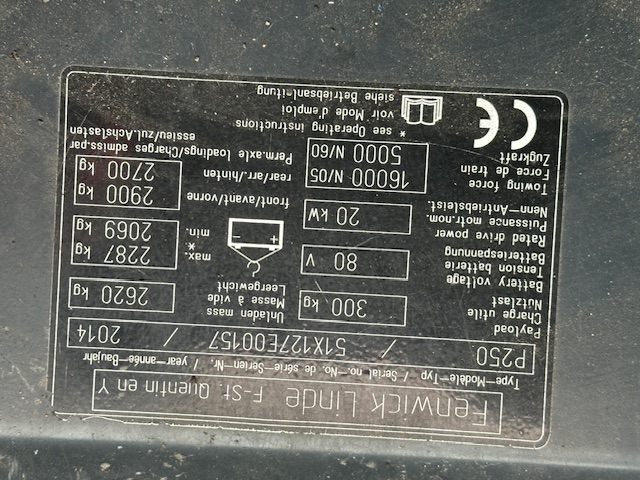 Fenwick Linde F-St. Quentin en Y
Type-Modèle-Typ / Serial no.-No. de série-Serien Nr. / year-année-Baujahr
P250 / 51X127E00157 / 2014
Payload
Charge utile
Nutzlast
300 kg
Unladen mass
Masse à vide
Leergewicht
2620 kg
Battery voltage
Tension batterie
Batteriespannung
80 V
max.
*
min.
2287 kg
2069 kg
Rated drive power
Puissance motr.nom.
Nenn-Antriebsleist.
20 kW
front/avant/vorne
rear/arr./hinten
2900 kg
2700 kg
Towing force
Force de train
Zugkraft
16000 N/05
5000 N/60
Perm.axle loadings/Charges admiss.par
essieu/zul.Achslasten
CE
* see Operating instructions
voir Mode d'emploi
siehe Betriebsanleitung